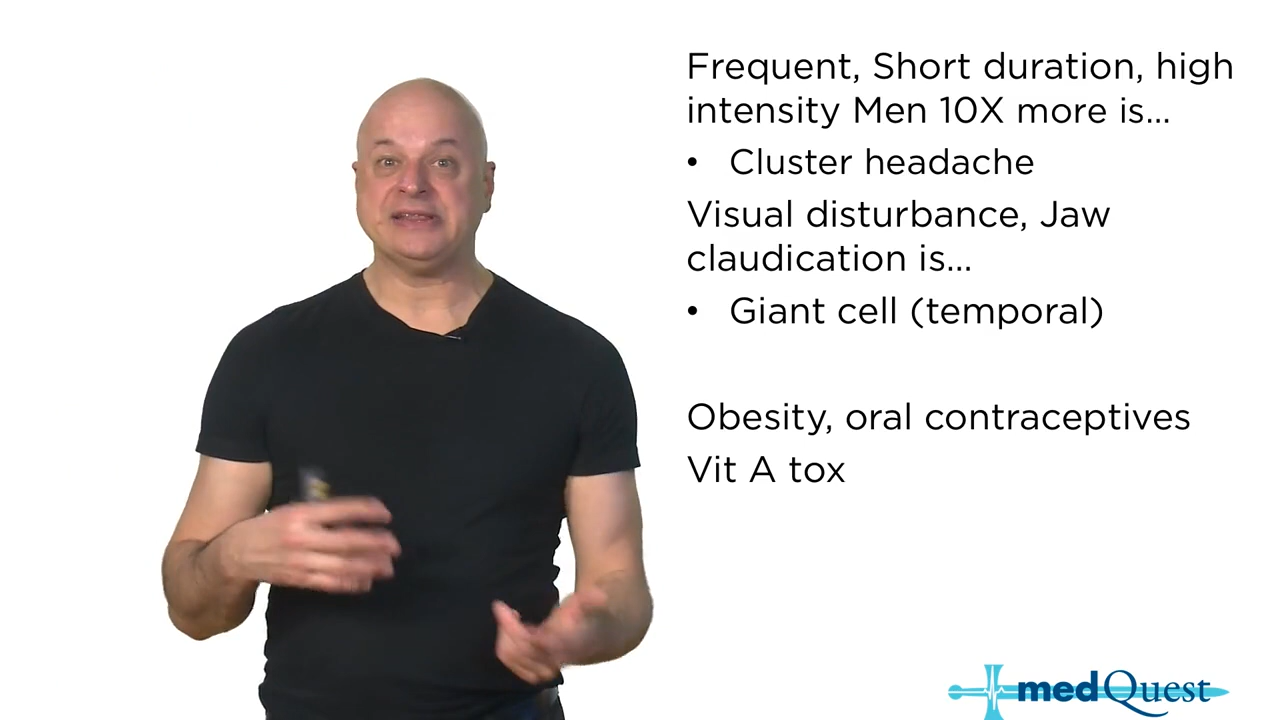 Frequent, Short duration, high
intensity Men 10X more is...
• Cluster headache
Visual disturbance, Jaw
claudication is...
• Giant cell (temporal)
Obesity, oral contraceptives
Vit A tox
medQuest